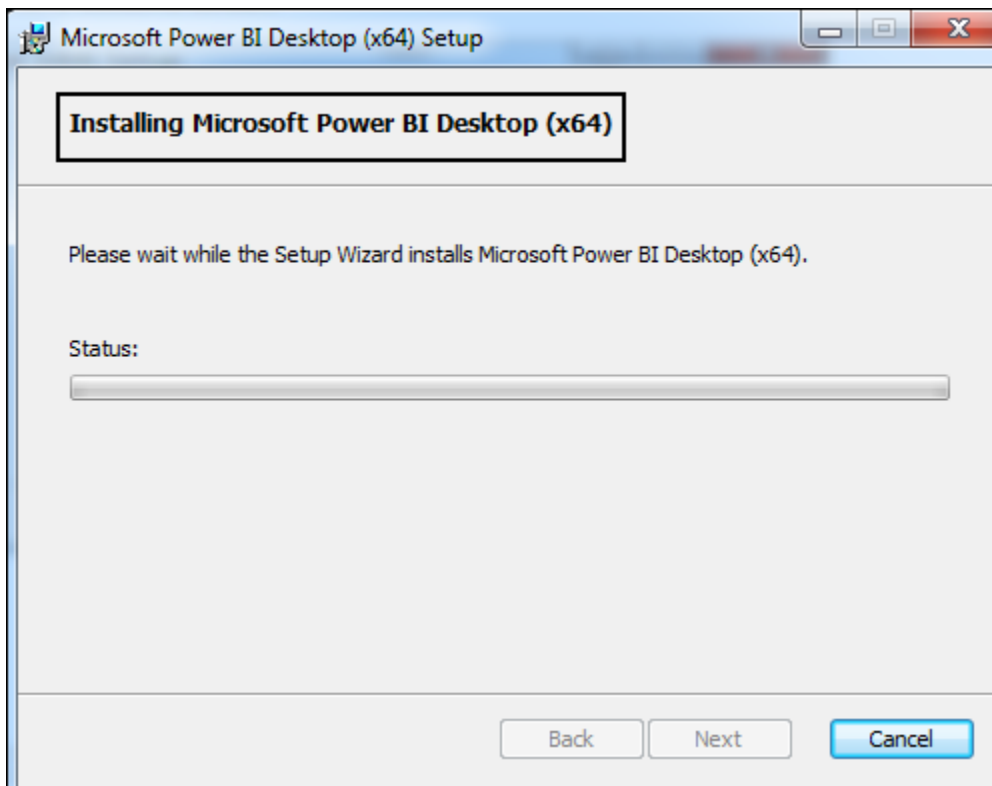 Microsoft Power BI Desktop (x64) Setup
Installing Microsoft Power BI Desktop (x64)
Please wait while the Setup Wizard installs Microsoft Power BI Desktop (x64).
Status:
Back Next Cancel